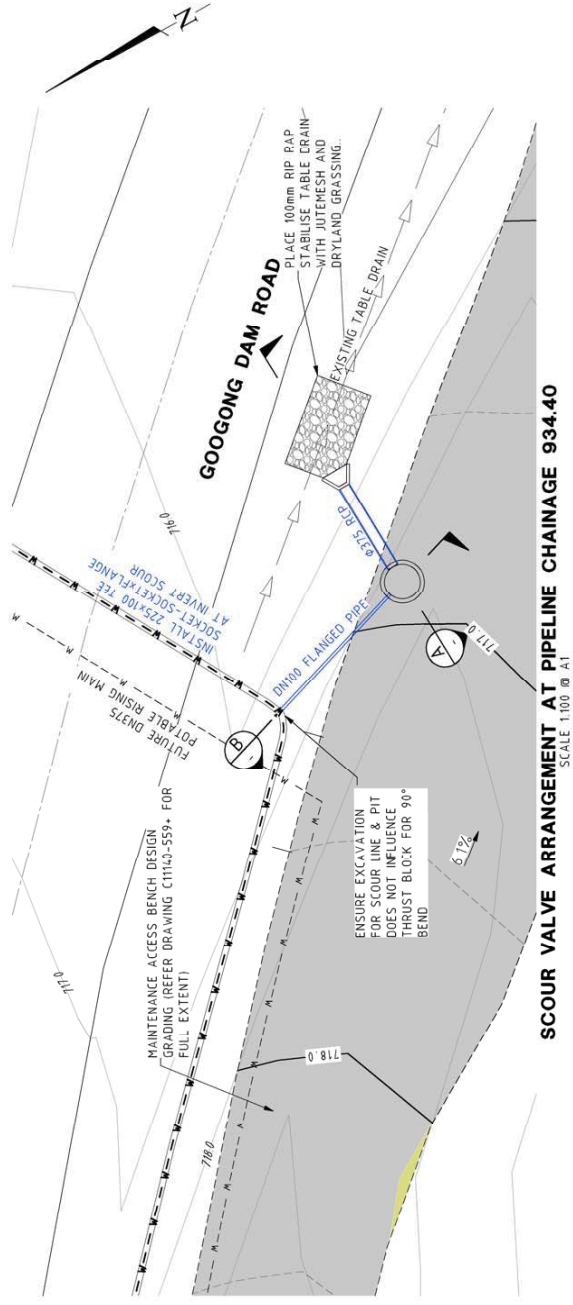 N
GOOGONG DAM ROAD
PLACE 100mm RIP RAP
STABILISE TABLE DRAIN
WITH JUTEMESH AND
DRYLAND GRASSING.
EXISTING TABLE DRAIN
716.0
INSTALL 225x100 TEE
SOCKET-SOCKETxFLANGE
AT INVERT SCOUR
FUTURE DN375
POTABLE RISING MAIN
Ø375 RCP
DN100 FLANGED PIPE
B
A
717.0
717.0
MAINTENANCE ACCESS BENCH DESIGN
GRADING (REFER DRAWING C11140-559+ FOR
FULL EXTENT)
ENSURE EXCAVATION
FOR SCOUR LINE & PIT
DOES NOT INFLUENCE
THRUST BLOCK FOR 90°
BEND
6.1%
718.0
718.0
SCOUR VALVE ARRANGEMENT AT PIPELINE CHAINAGE 934.40
SCALE 1:100 @ A1